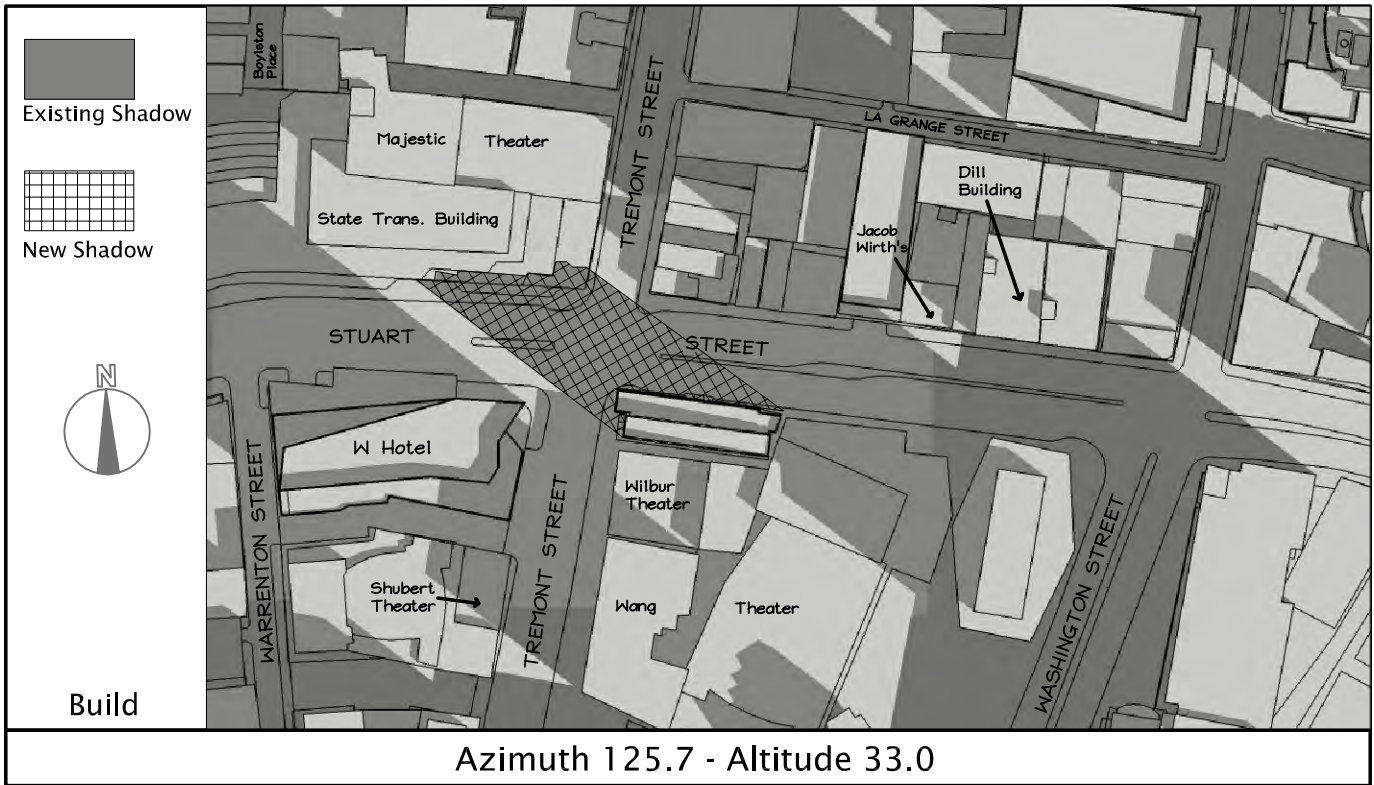 Existing Shadow
New Shadow
N
Build
Boylston
Place
Majestic
Theater
State Trans. Building
TREMONT STREET
LA GRANGE STREET
Dill
Building
Jacob
Wirth's
STUART
STREET
W Hotel
WARRENTON STREET
Wilbur
Theater
TREMONT STREET
Shubert
Theater
Wang
Theater
WASHINGTON STREET
Azimuth 125.7 - Altitude 33.0